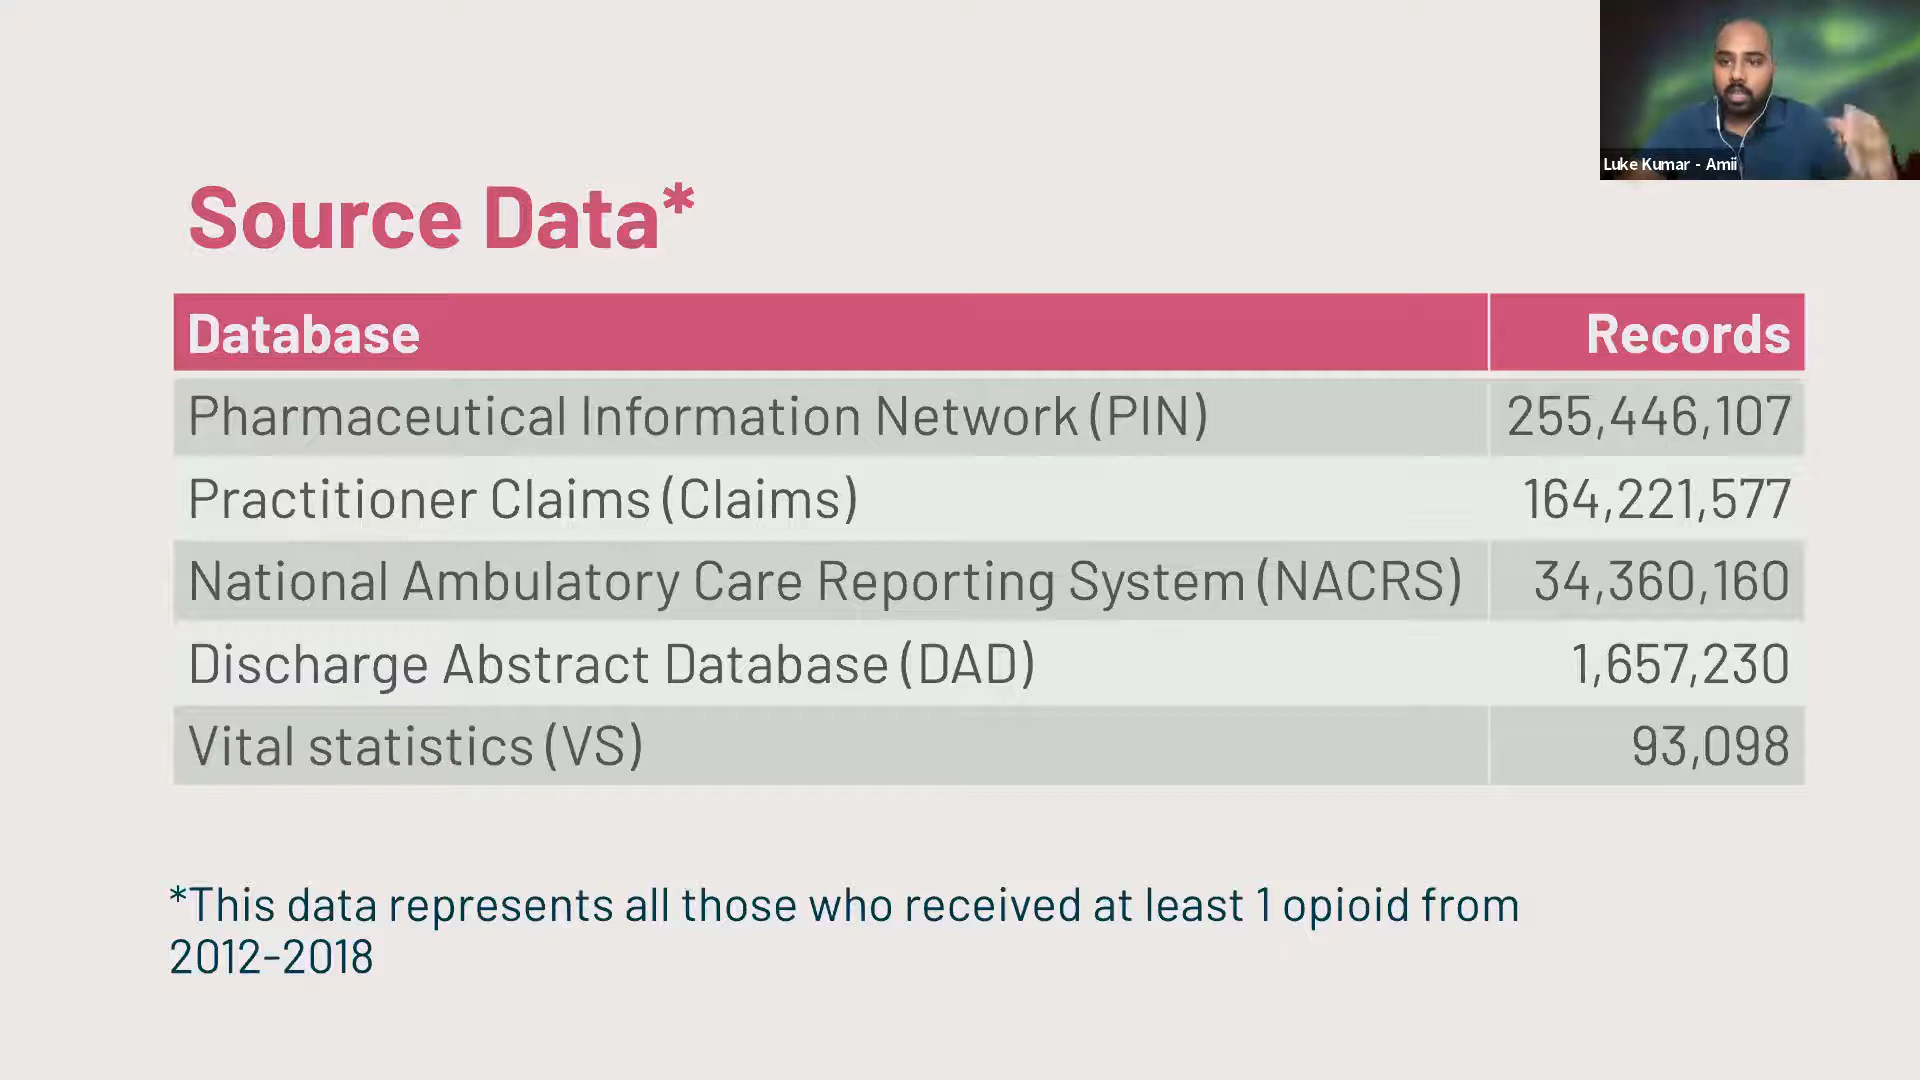 Luke Kumar - Amii
Source Data*
Database Records
Pharmaceutical Information Network (PIN) 255,446,107
Practitioner Claims (Claims) 164,221,577
National Ambulatory Care Reporting System (NACRS) 34,360,160
Discharge Abstract Database (DAD) 1,657,230
Vital statistics (VS) 93,098
*This data represents all those who received at least 1 opioid from
2012-2018